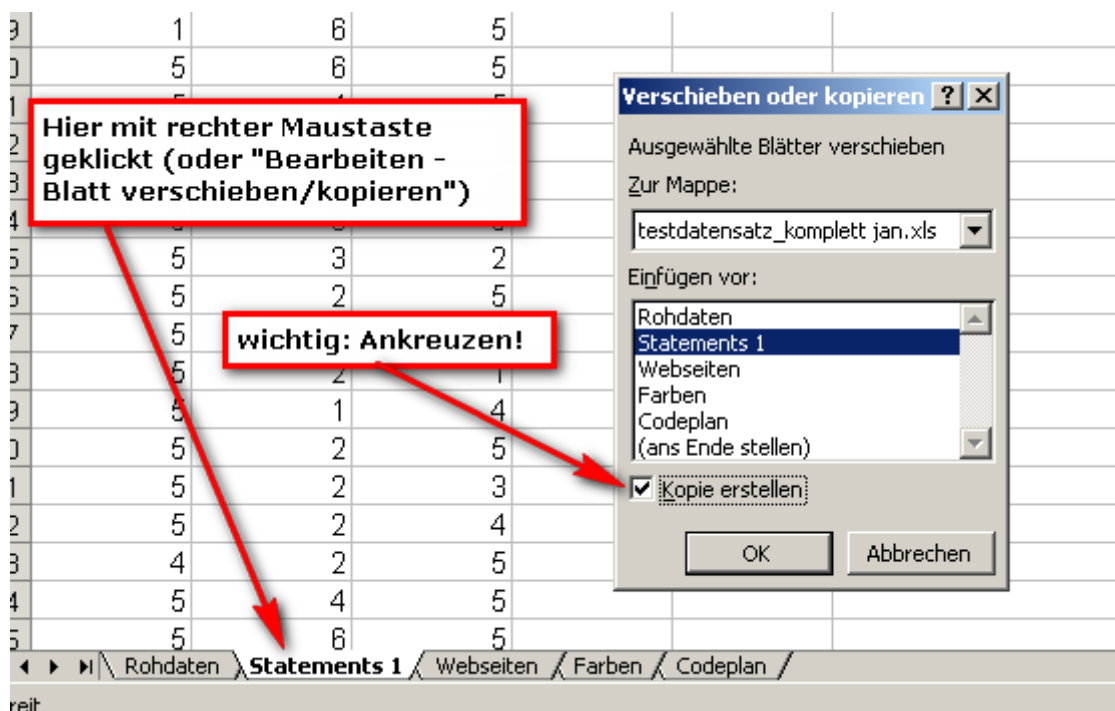 1 6 5
5 6 5
Hier mit rechter Maustaste
geklickt (oder "Bearbeiten -
Blatt verschieben/kopieren")
5 3 2
5 2 5
5
wichtig: Ankreuzen!
5 2 1
5 1 4
5 2 5
5 2 3
5 2 4
4 2 5
5 4 5
5 6 5
Rohdaten Statements 1 Webseiten Farben Codeplan
Verschieben oder kopieren
Ausgewählte Blätter verschieben
Zur Mappe:
testdatensatz_komplett jan.xls
Einfügen vor:
Rohdaten
Statements 1
Webseiten
Farben
Codeplan
(ans Ende stellen)
Kopie erstellen
OK Abbrechen